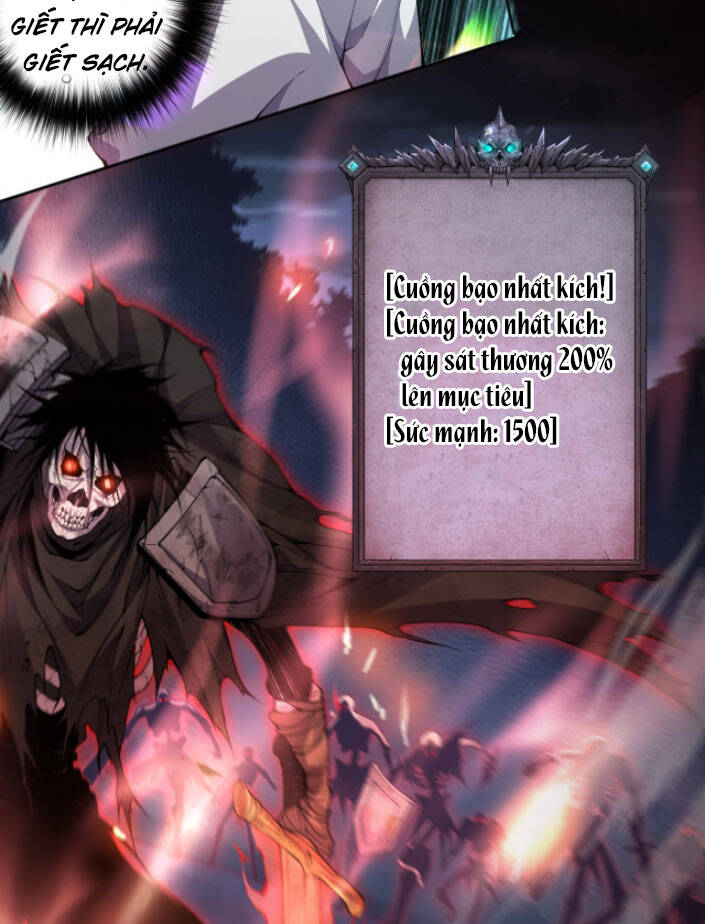 GIẾT THÌ PHẢI
GIẾT SẠCH.
[Cuồng bạo nhất kích!]
[Cuồng bạo nhất kích:
gây sát thương 200%
lên mục tiêu]
[Sức mạnh: 1500]